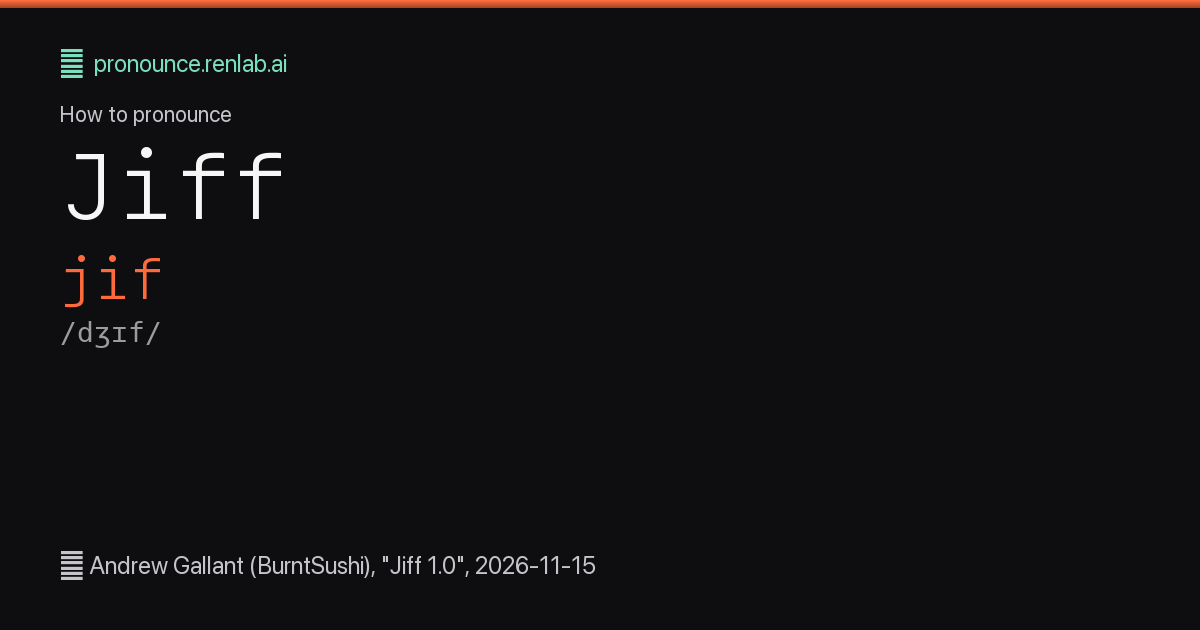 pronounce.renlab.ai
How to pronounce
Jiff
jif
/dʒɪf/
Andrew Gallant (BurntSushi), "Jiff 1.0", 2026-11-15